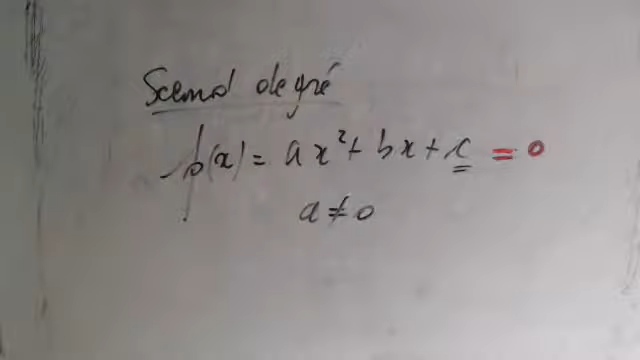 Second degré
f(x) = ax² + bx + c = 0
a ≠ 0